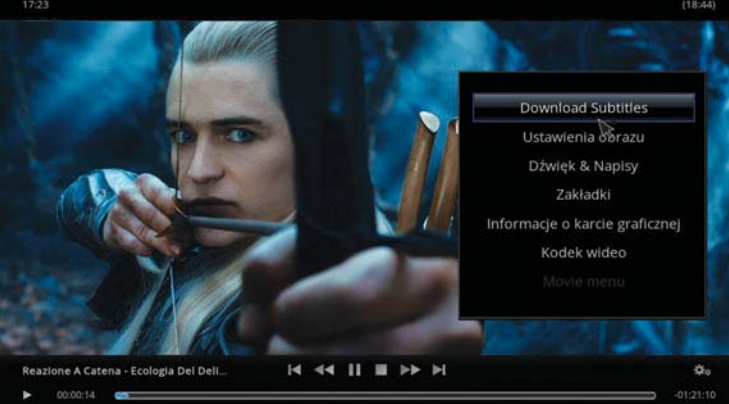 17:23
(18:44)
Download Subtitles
Ustawienia obrazu
Dźwięk & Napisy
Zakładki
Informacje o karcie graficznej
Kodek wideo
Movie menu
Reazione A Catena - Ecologia Del Deli...
00:00:14
-01:21:10